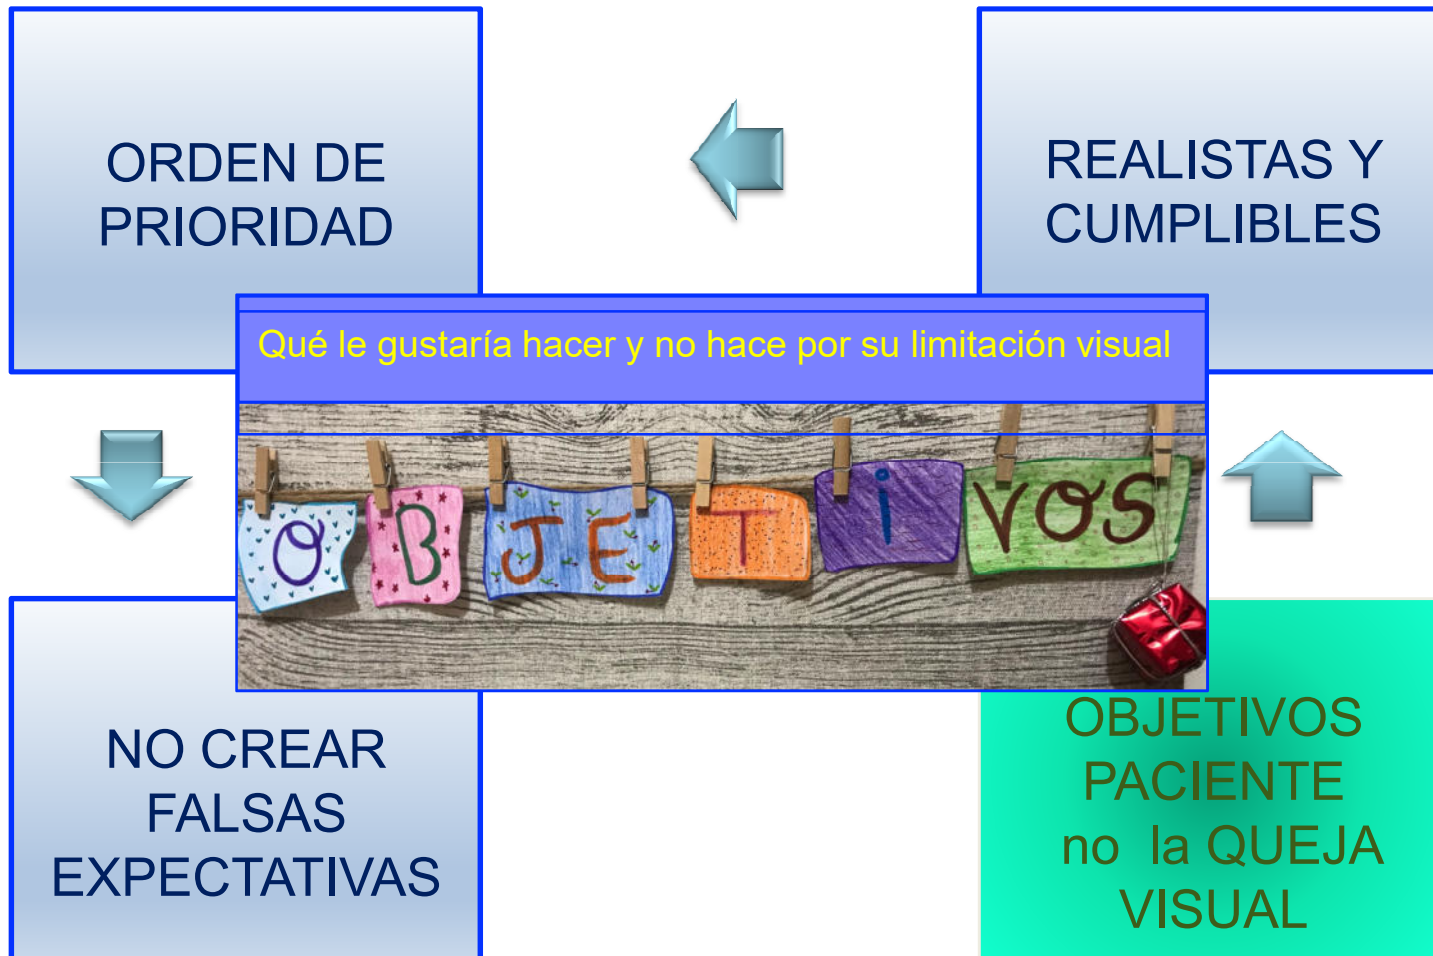 ORDEN DE
PRIORIDAD
REALISTAS Y
CUMPLIBLES
Qué le gustaría hacer y no hace por su limitación visual
OBJETiVOS
NO CREAR
FALSAS
EXPECTATIVAS
OBJETIVOS
PACIENTE
no la QUEJA
VISUAL